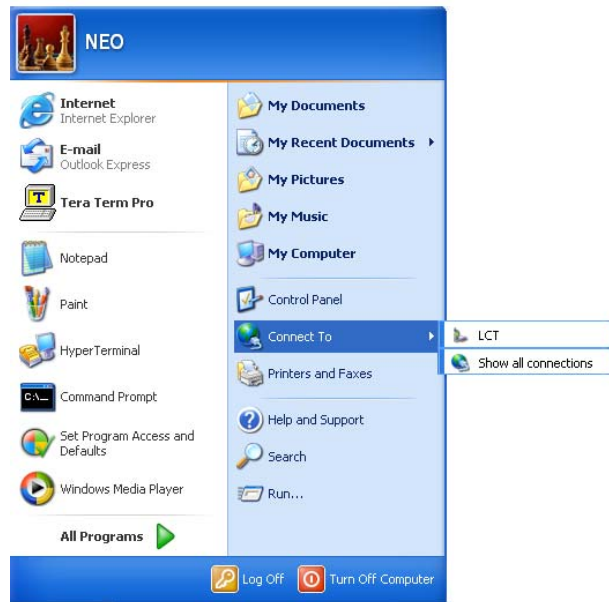 NEO
Internet
Internet Explorer
E-mail
Outlook Express
Tera Term Pro
Notepad
Paint
HyperTerminal
C:\_
Command Prompt
Set Program Access and
Defaults
Windows Media Player
All Programs
My Documents
My Recent Documents
My Pictures
My Music
My Computer
Control Panel
Connect To
Printers and Faxes
Help and Support
Search
Run...
LCT
Show all connections
Log Off
Turn Off Computer